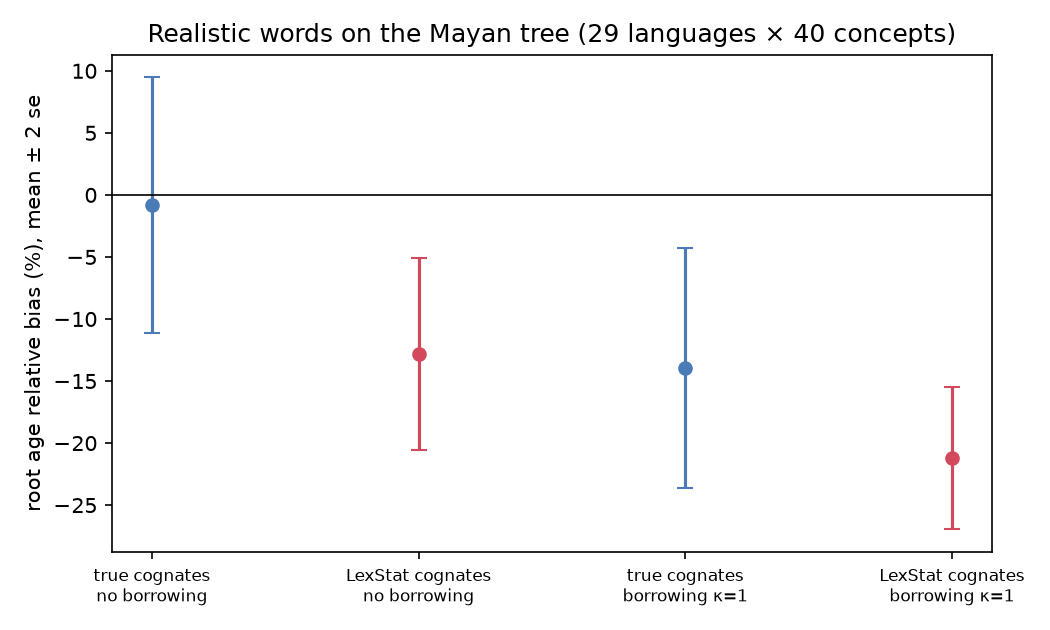 Realistic words on the Mayan tree (29 languages × 40 concepts)
root age relative bias (%), mean ± 2 se
10
5
0
−5
−10
−15
−20
−25
true cognates
no borrowing
LexStat cognates
no borrowing
true cognates
borrowing κ=1
LexStat cognates
borrowing κ=1